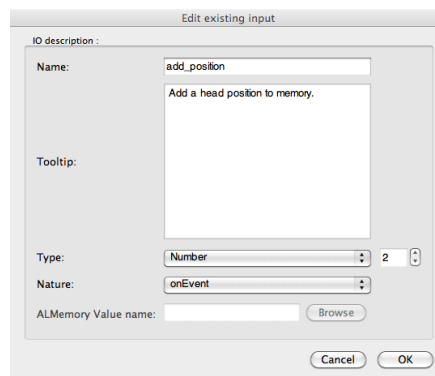 Edit existing input
IO description :
Name: add_position
Add a head position to memory.
Tooltip:
Type: Number 2
Nature: onEvent
ALMemory Value name: Browse
Cancel OK